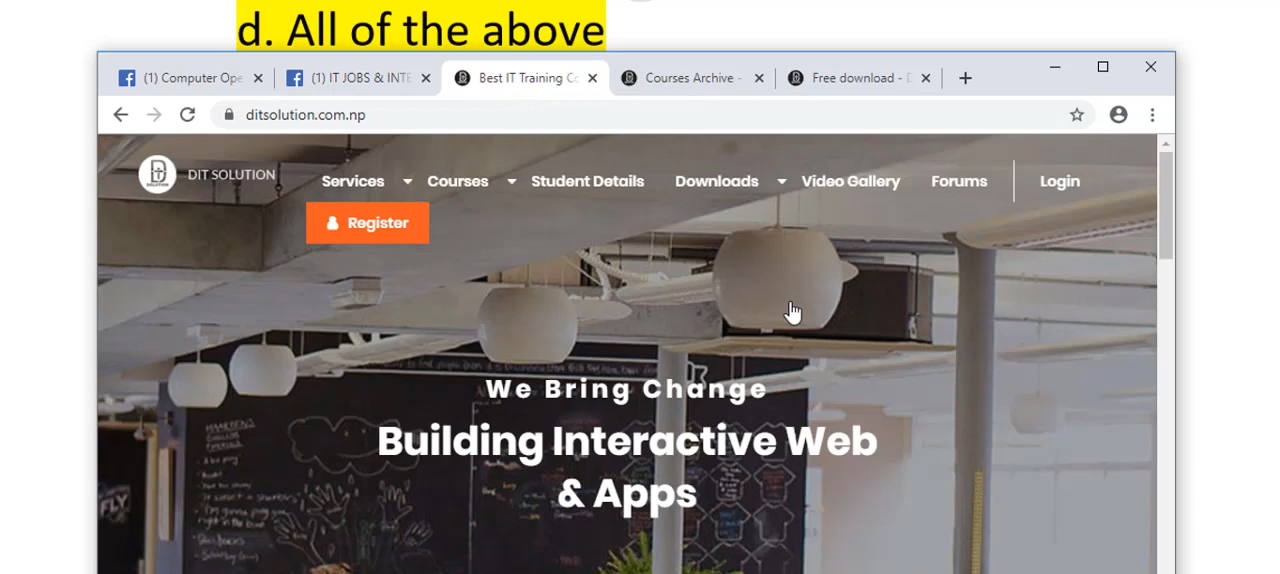 d. All of the above
(1) Computer Ope
(1) IT JOBS & INTE
Best IT Training Co
Courses Archive -
Free download - D
ditsolution.com.np
DIT SOLUTION
Services
Courses
Student Details
Downloads
Video Gallery
Forums
Login
Register
We Bring Change
Building Interactive Web
& Apps